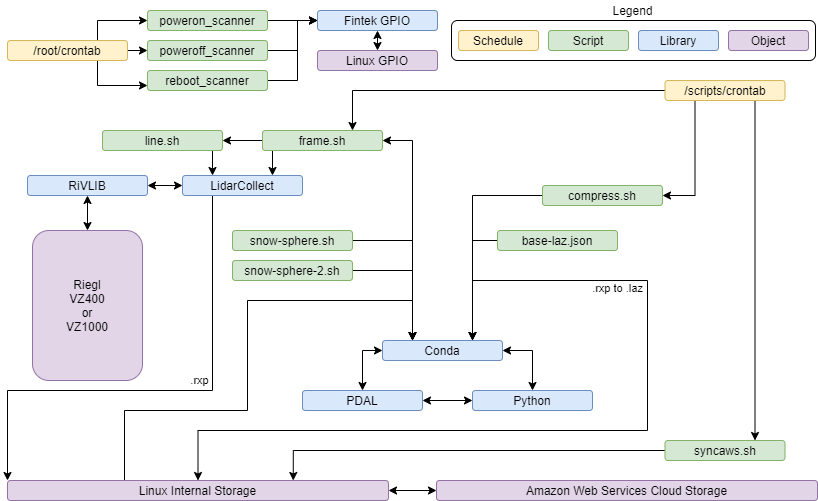 Legend
poweron_scanner
Fintek GPIO
/root/crontab
poweroff_scanner
Schedule
Script
Library
Object
Linux GPIO
reboot_scanner
/scripts/crontab
line.sh
frame.sh
RiVLIB
LidarCollect
compress.sh
snow-sphere.sh
base-laz.json
snow-sphere-2.sh
Riegl
VZ400
or
VZ1000
.rxp to .laz
Conda
.rxp
PDAL
Python
syncaws.sh
Linux Internal Storage
Amazon Web Services Cloud Storage